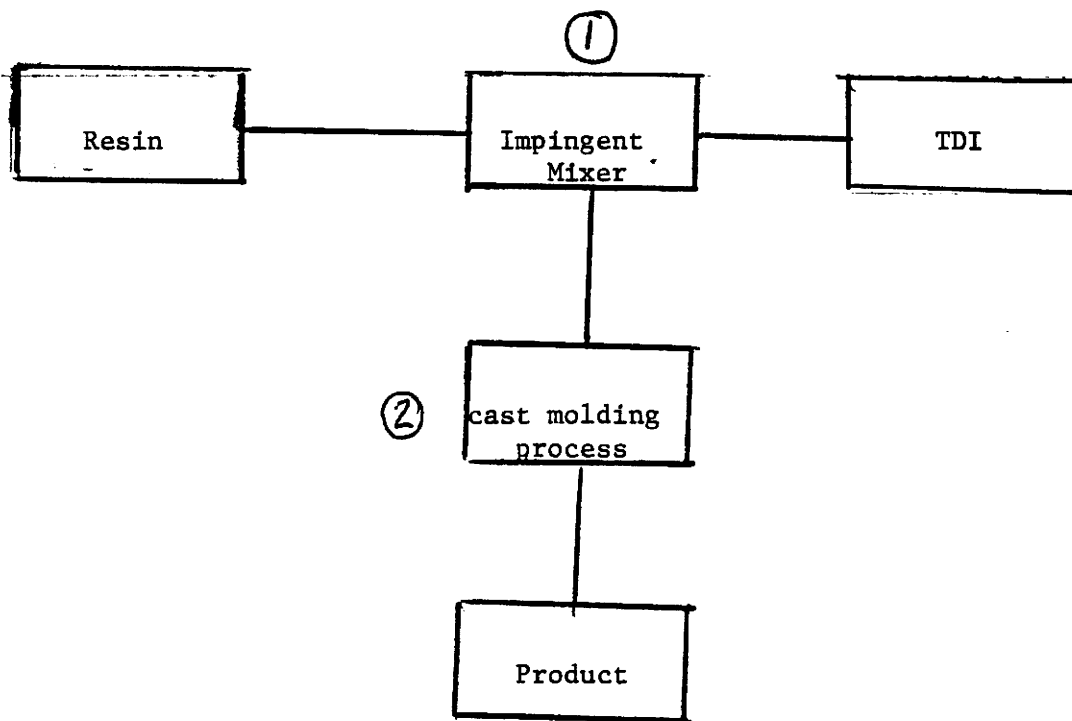 ①
Resin
Impingent
Mixer
TDI
②
cast molding
process
Product